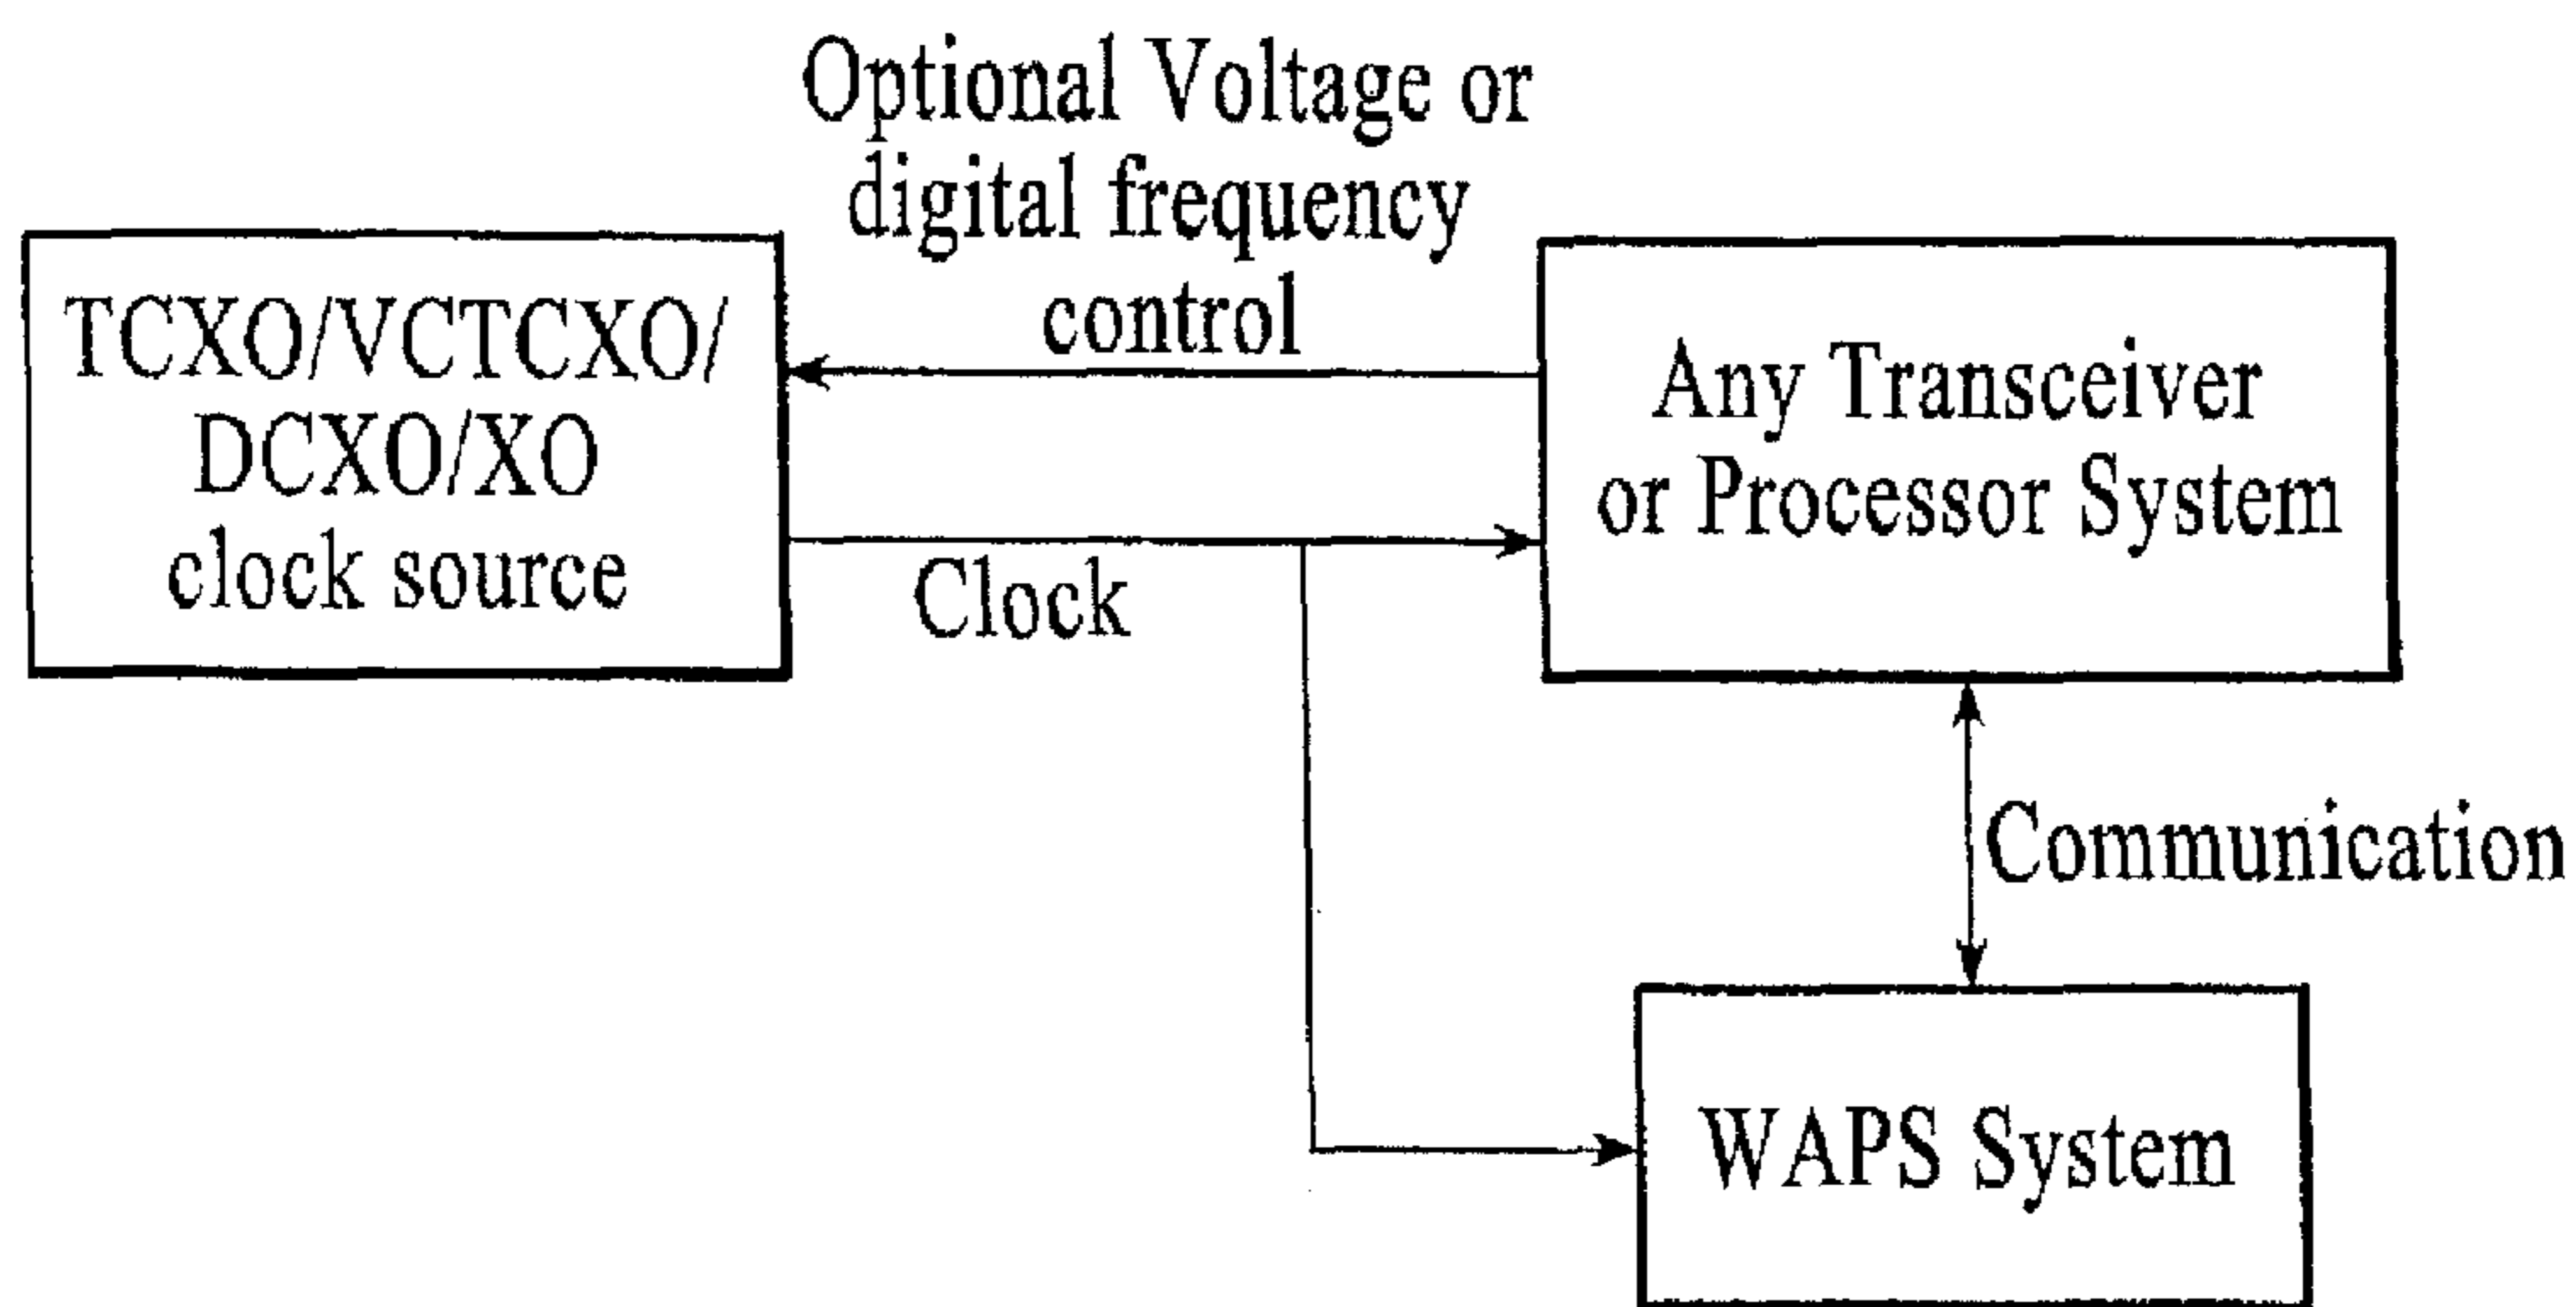 Optional Voltage or
digital frequency
control
TCXO/VCTCXO/
DCXO/XO
clock source
Any Transceiver
or Processor System
Clock
Communication
WAPS System